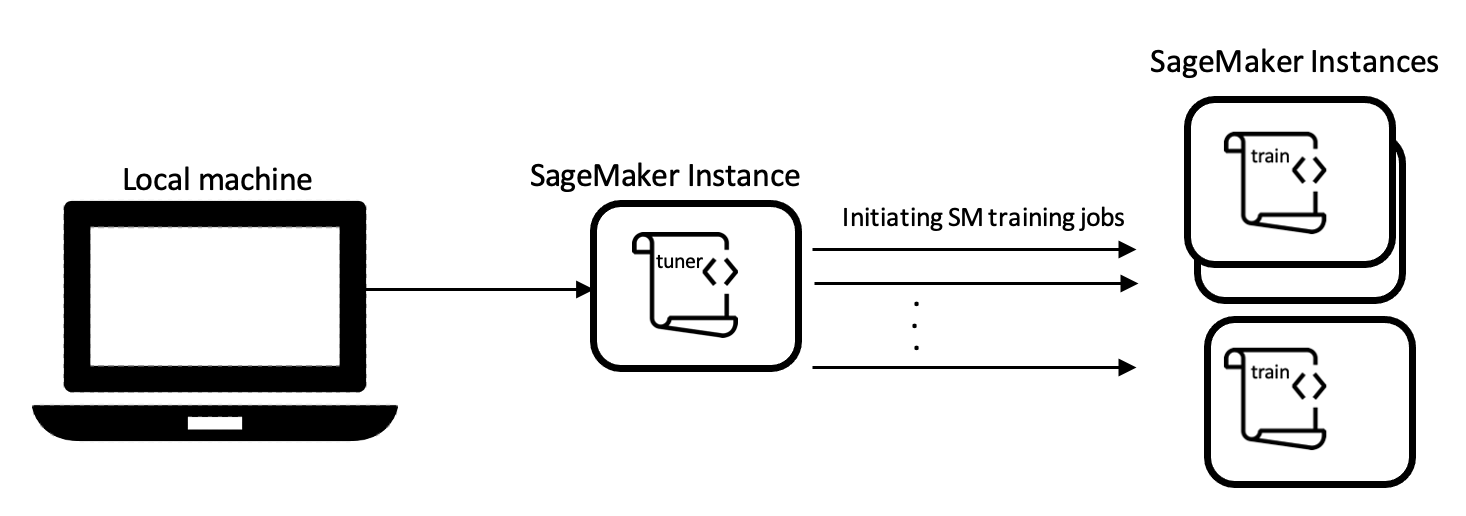 Local machine
SageMaker Instance
tuner
Initiating SM training jobs
SageMaker Instances
train
train